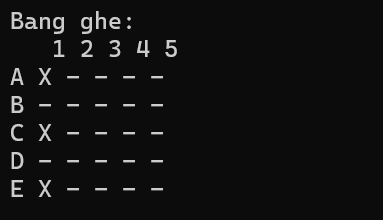 Bang ghe:
   1 2 3 4 5
A X - - - -
B - - - - -
C X - - - -
D - - - - -
E X - - - -